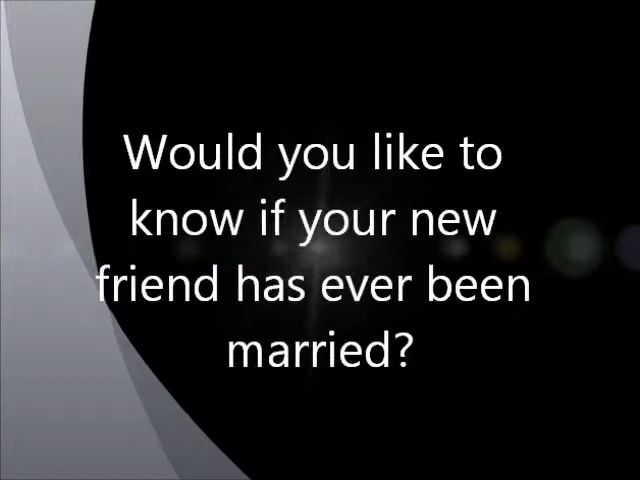 Would you like to
know if your new
friend has ever been
married?